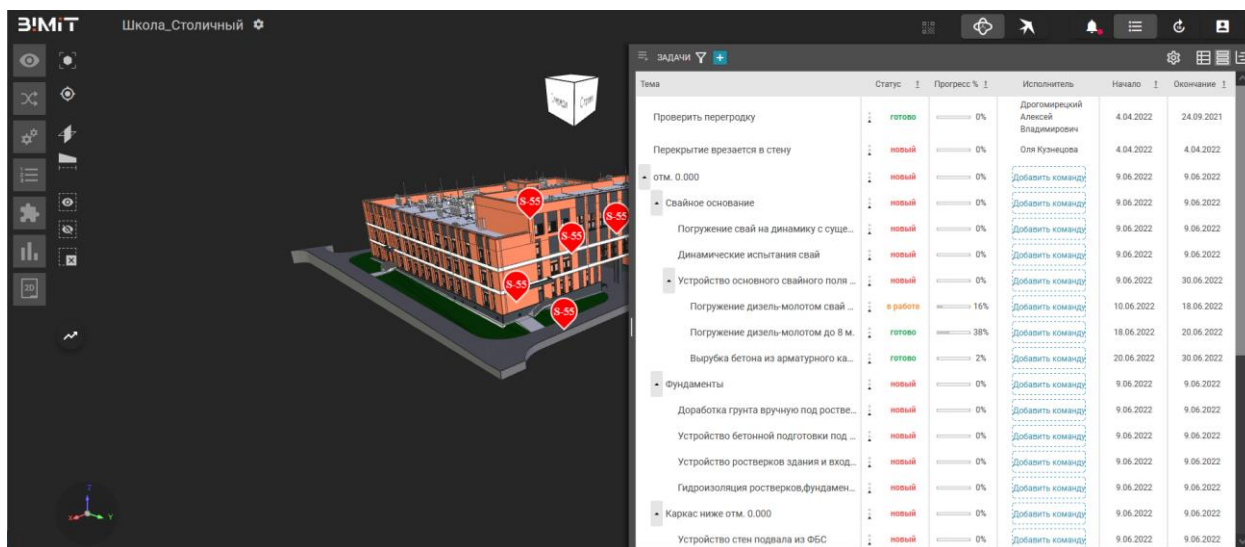 B!MiT
Школа_Столичный
ЗАДАЧИ
Тема Статус Прогресс % Исполнитель Начало Окончание
Проверить перегродку готово 0% Дрогомирецкий Алексей Владимирович 4.04.2022 24.09.2021
Перекрытие врезается в стену новый 0% Оля Кузнецова 4.04.2022 4.04.2022
отм. 0.000 новый 0% Добавить команду 9.06.2022 9.06.2022
Свайное основание новый 0% Добавить команду 9.06.2022 9.06.2022
Погружение свай на динамику с суще... новый 0% Добавить команду 9.06.2022 9.06.2022
Динамические испытания свай новый 0% Добавить команду 9.06.2022 9.06.2022
Устройство основного свайного поля ... новый 0% Добавить команду 9.06.2022 30.06.2022
Погружение дизель-молотом свай ... в работе 16% Добавить команду 10.06.2022 18.06.2022
Погружение дизель-молотом до 8 м. готово 38% Добавить команду 18.06.2022 20.06.2022
Вырубка бетона из арматурного ка... готово 2% Добавить команду 20.06.2022 30.06.2022
Фундаменты новый 0% Добавить команду 9.06.2022 9.06.2022
Доработка грунта вручную под ростве... новый 0% Добавить команду 9.06.2022 9.06.2022
Устройство бетонной подготовки под ... новый 0% Добавить команду 9.06.2022 9.06.2022
Устройство ростверков здания и вход... новый 0% Добавить команду 9.06.2022 9.06.2022
Гидроизоляция ростверков,фундамен... новый 0% Добавить команду 9.06.2022 9.06.2022
Каркас ниже отм. 0.000 новый 0% Добавить команду 9.06.2022 9.06.2022
Устройство стен подвала из ФБС новый 0% Добавить команду 9.06.2022 9.06.2022
S-55
S-55
S-55
S-55
S-55
2D
Z
X
Y